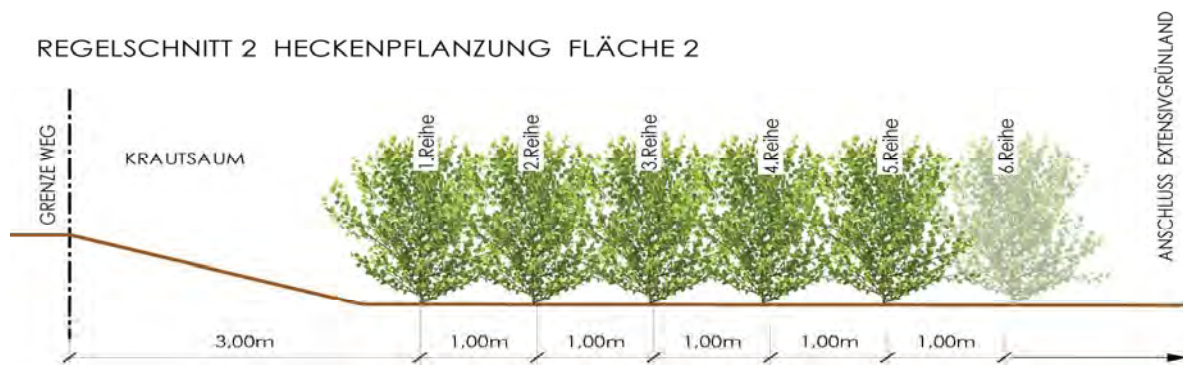 REGELSCHNITT 2 HECKENPFLANZUNG FLÄCHE 2
GRENZE WEG
KRAUTSAUM
1.Reihe
2.Reihe
3.Reihe
4.Reihe
5.Reihe
6.Reihe
ANSCHLUSS EXTENSIVGRÜNLAND
3,00m
1,00m
1,00m
1,00m
1,00m
1,00m